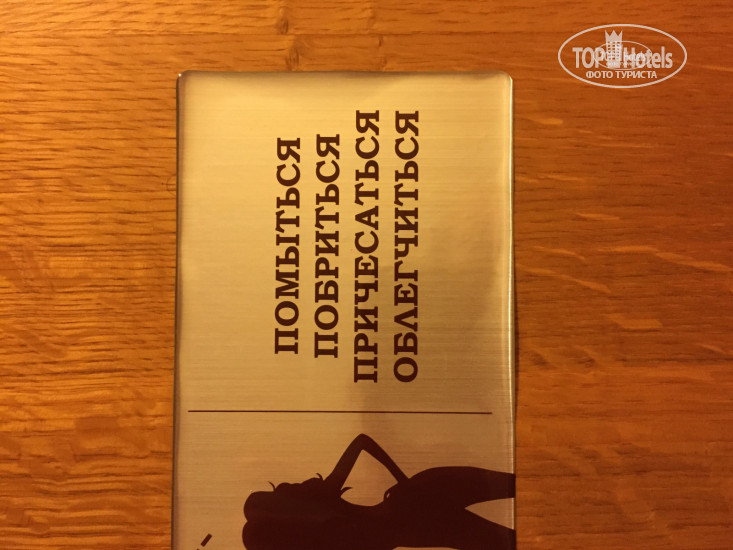 ПОМЫТЬСЯ
ПОБРИТЬСЯ
ПРИЧЕСАТЬСЯ
ОБЛЕГЧИТЬСЯ
TOP Hotels
ФОТО ТУРИСТА